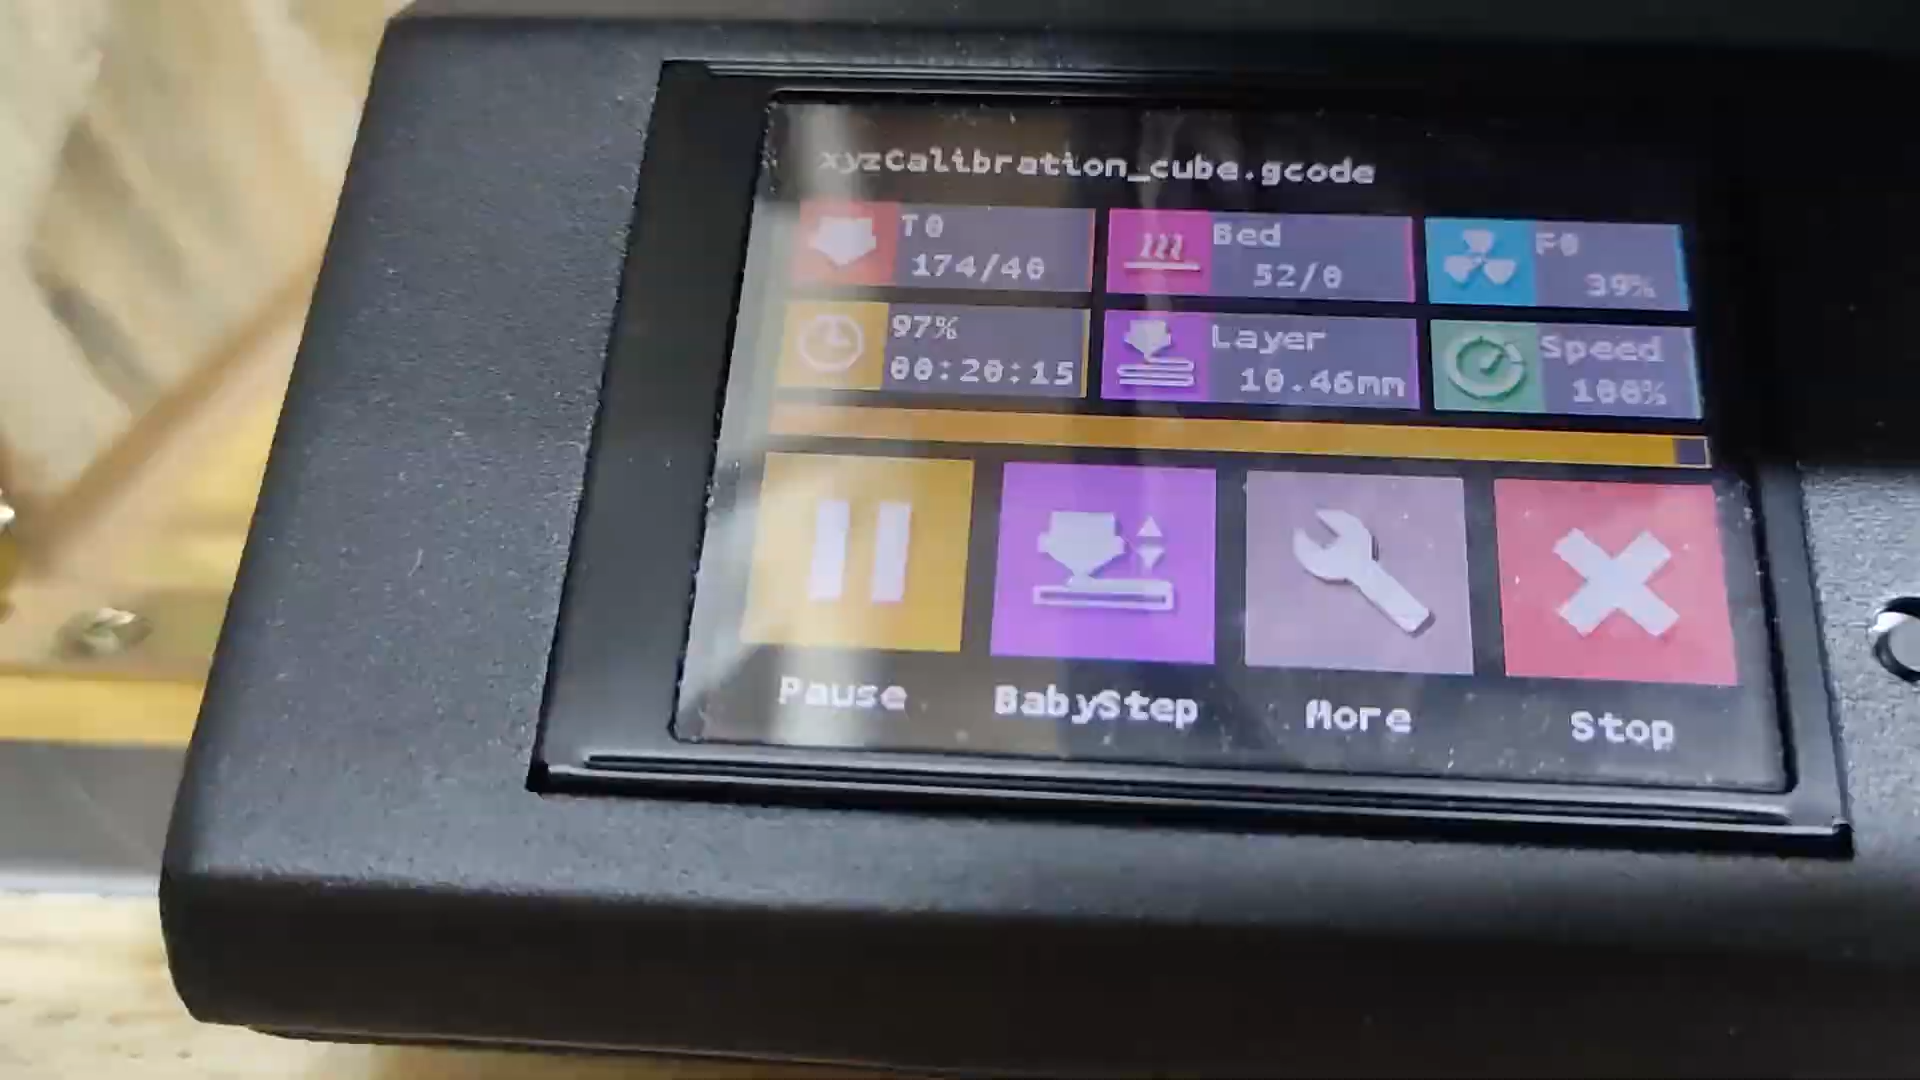 xyzCalibration_cube.gcode
T0 Bed F0
174/40 52/0 39%
97% Layer Speed
00:20:15 10.46mm 100%
Pause BabyStep More Stop